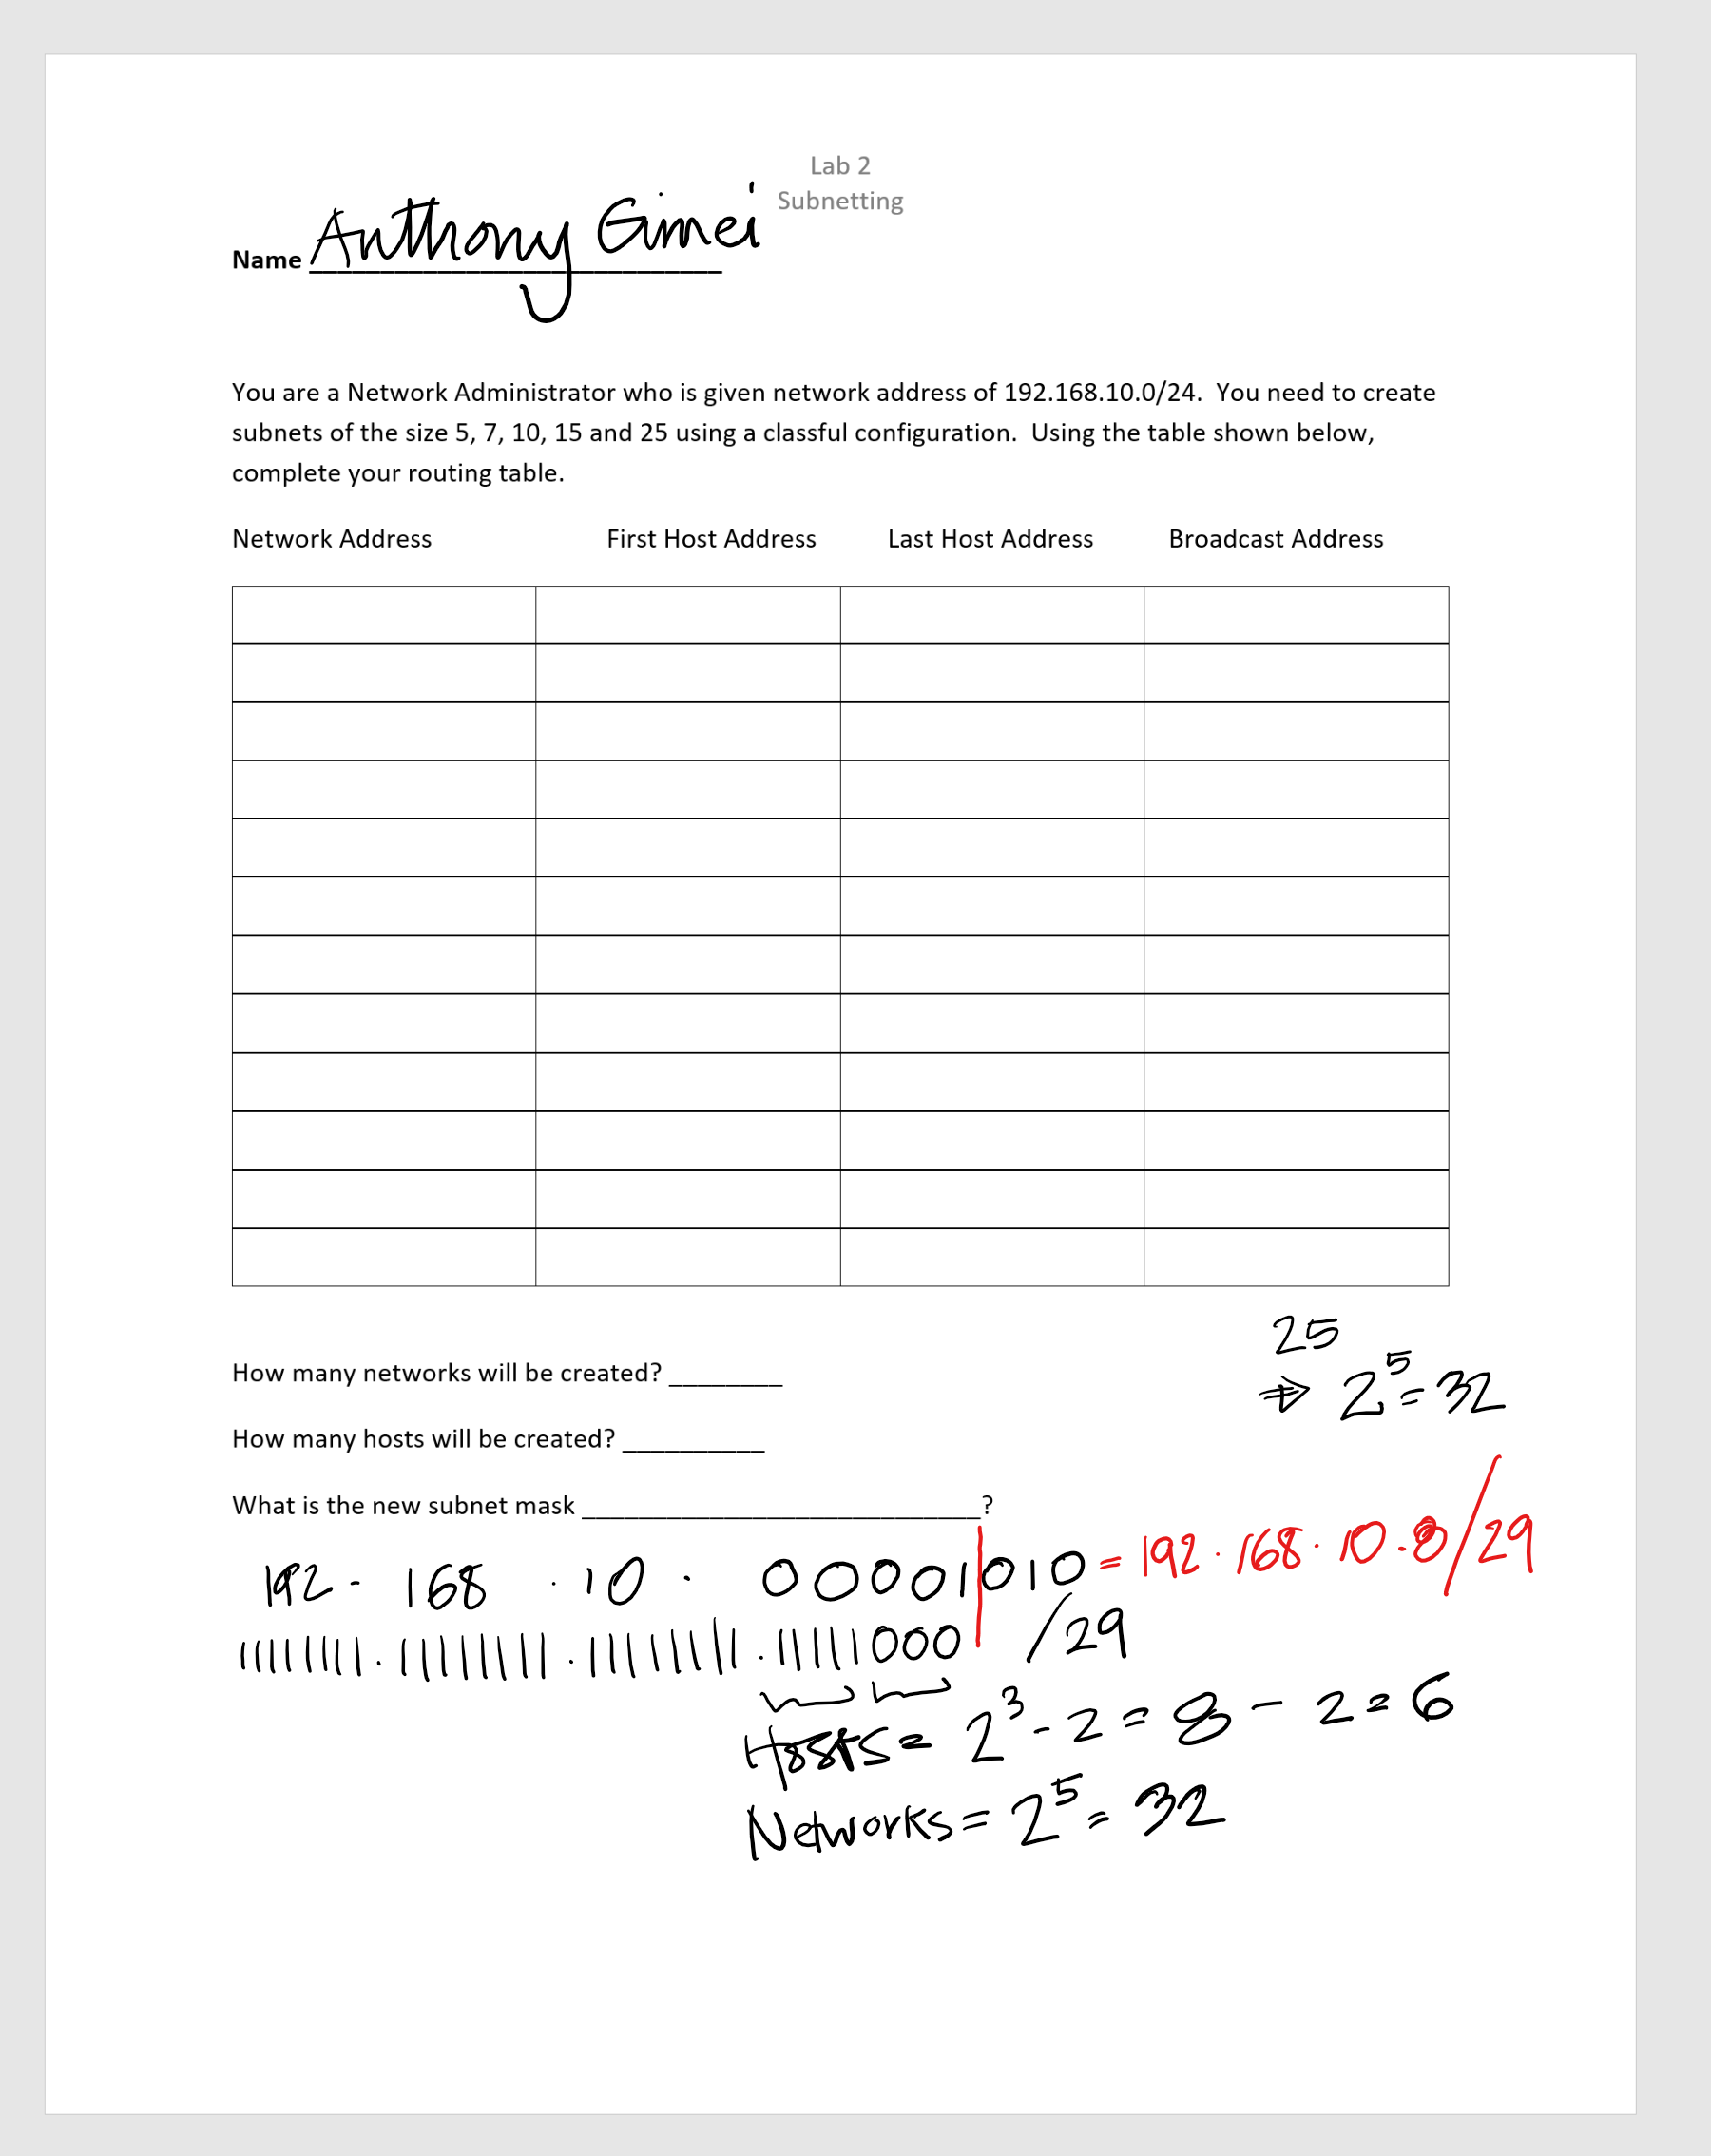 Lab 2
Subnetting
Name Anthony Gimei
You are a Network Administrator who is given network address of 192.168.10.0/24.  You need to create
subnets of the size 5, 7, 10, 15 and 25 using a classful configuration.  Using the table shown below,
complete your routing table.
Network Address First Host Address Last Host Address Broadcast Address
25
How many networks will be created? ________
⇒ 2^5 = 32
How many hosts will be created? __________
What is the new subnet mask ____________________________?
192 - 168 . 10 . 00001|010 = 192.168.10.8/29
11111111.11111111.11111111.11111000 /29
Hosts = 2^3 - 2 = 8 - 2 = 6
Networks = 2^5 = 32